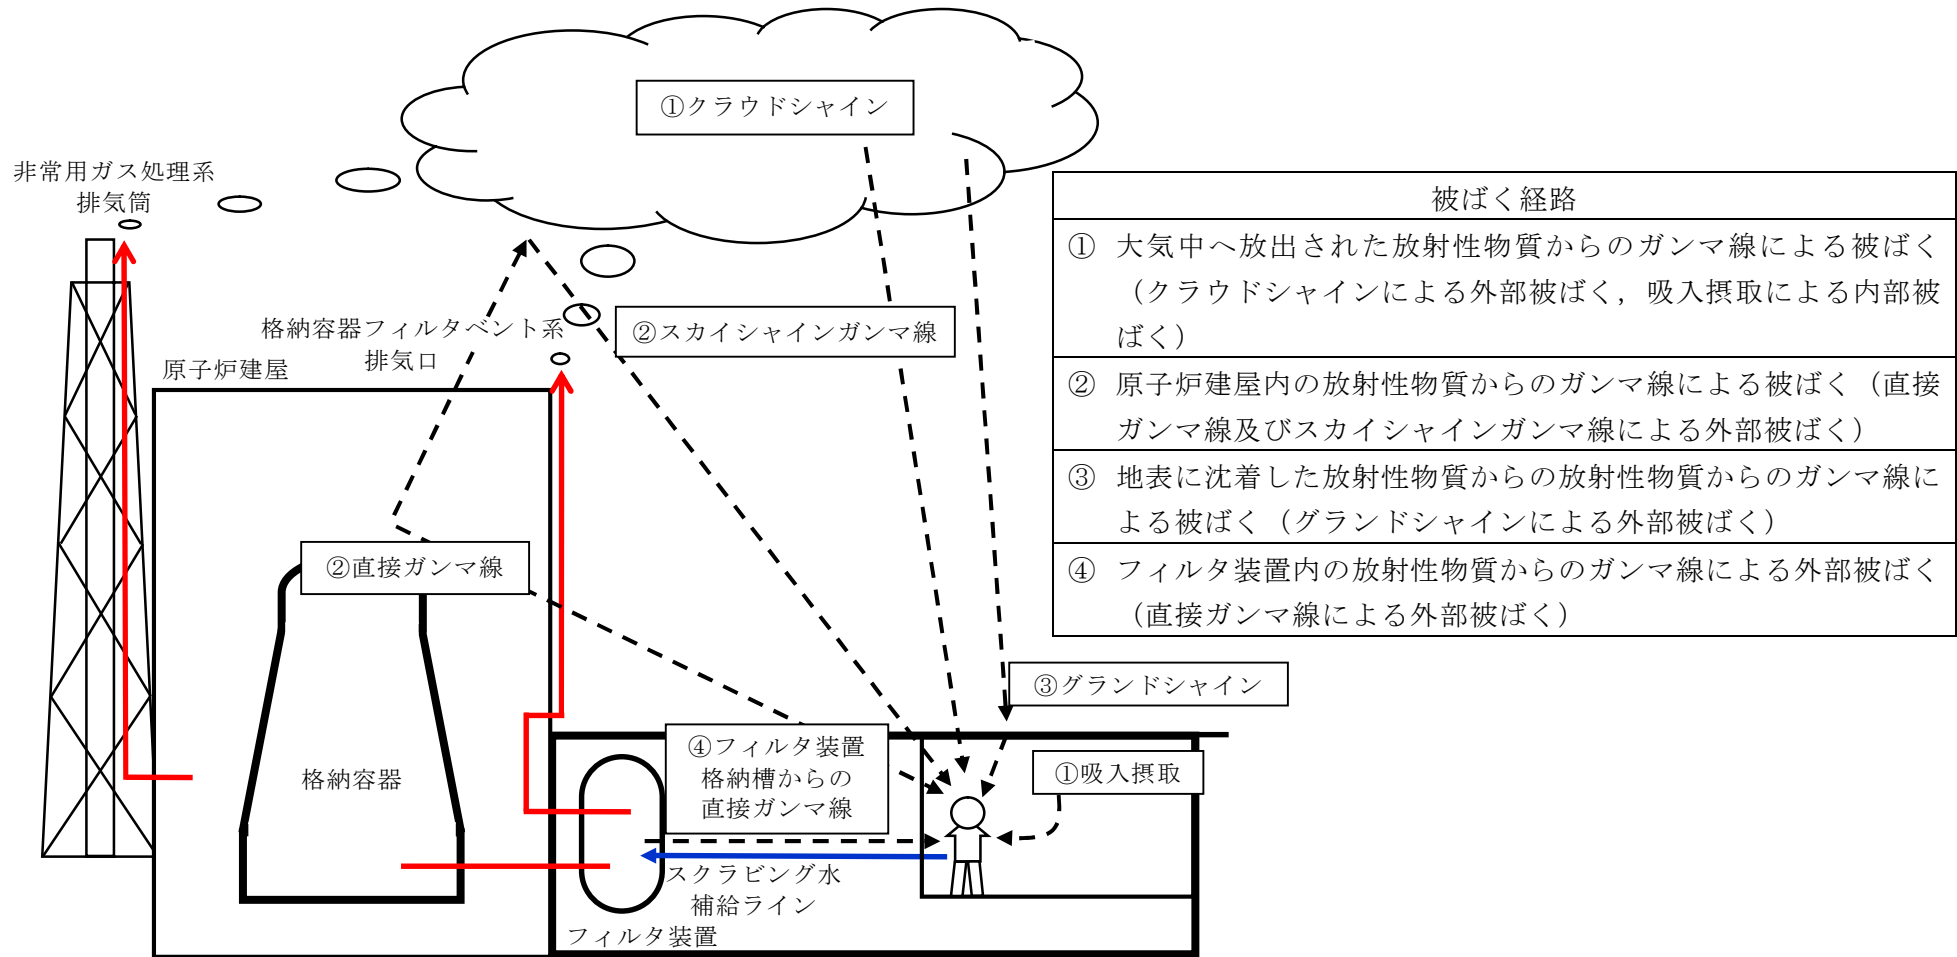 ①クラウドシャイン
非常用ガス処理系
排気筒
格納容器フィルタベント系
排気口
原子炉建屋
②スカイシャインガンマ線
②直接ガンマ線
格納容器
④フィルタ装置
格納槽からの
直接ガンマ線
③グランドシャイン
①吸入摂取
スクラビング水
補給ライン
フィルタ装置
被ばく経路
① 大気中へ放出された放射性物質からのガンマ線による被ばく
（クラウドシャインによる外部被ばく，吸入摂取による内部被
ばく）
② 原子炉建屋内の放射性物質からのガンマ線による被ばく（直接
ガンマ線及びスカイシャインガンマ線による外部被ばく）
③ 地表に沈着した放射性物質からの放射性物質からのガンマ線に
よる被ばく（グランドシャインによる外部被ばく）
④ フィルタ装置内の放射性物質からのガンマ線による外部被ばく
（直接ガンマ線による外部被ばく）